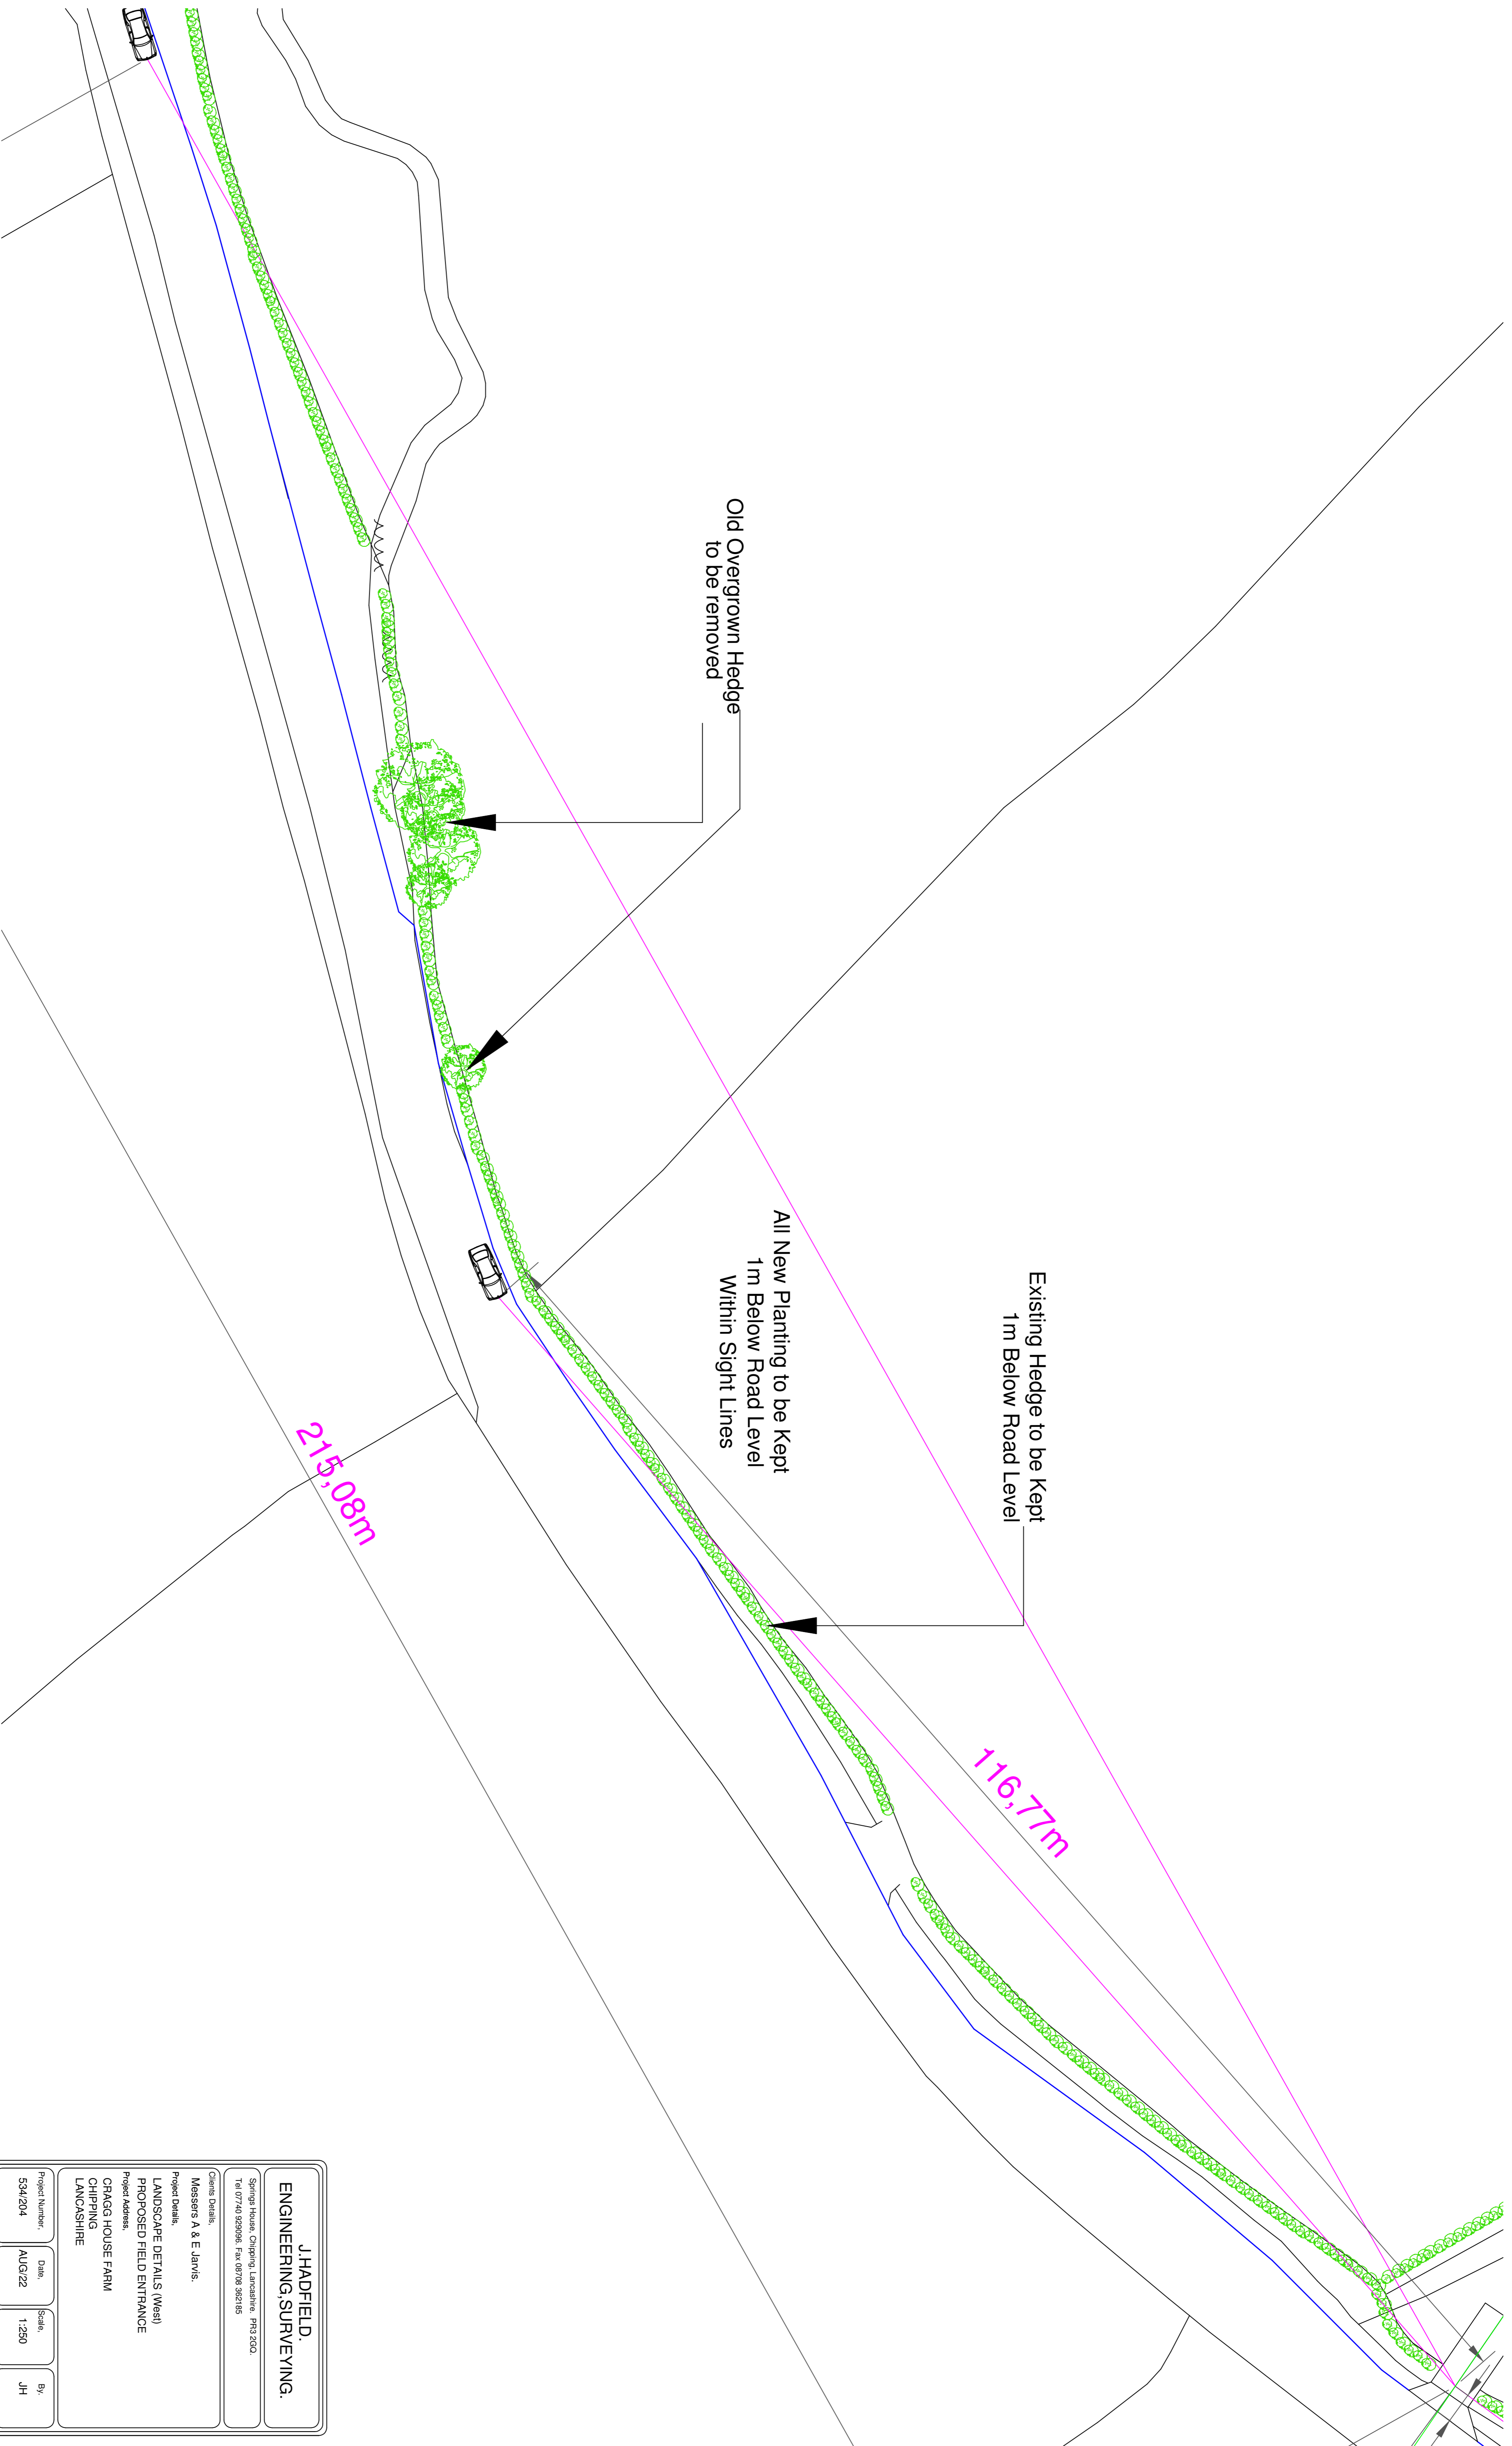 Old Overgrown Hedge
to be removed
Existing Hedge to be Kept
1m Below Road Level
All New Planting to be Kept
1m Below Road Level
Within Sight Lines
116,77m
215,08m
J.HADFIELD.
ENGINEERING,SURVEYING.
Springs House, Chipping, Lancashire. PR3 2GQ.
Tel 07740 929096. Fax 08708 362185
Clients Details,
Messers A & E Jarvis.
Project Details,
LANDSCAPE DETAILS (West)
PROPOSED FIELD ENTRANCE
Project Address,
CRAGG HOUSE FARM
CHIPPING
LANCASHIRE
Project Number, Date, Scale, By.
534/204 AUG/22 1:250 JH